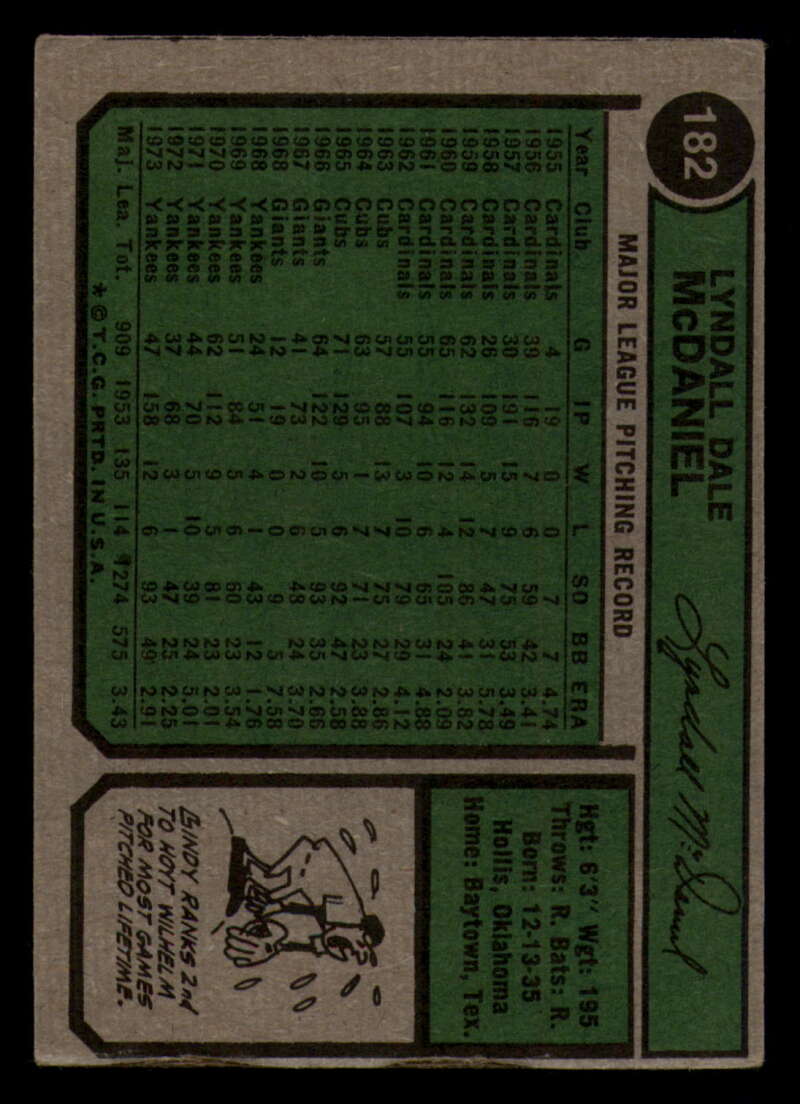 182
LYNDALL DALE
McDANIEL
Lyndall McDaniel
MAJOR LEAGUE PITCHING RECORD
Year Club G IP W L SO BB ERA
1955 Cardinals 4 19 0 0 7 7 4.74
1956 Cardinals 39 116 7 6 59 42 3.41
1957 Cardinals 30 191 15 9 75 53 3.49
1958 Cardinals 26 109 5 7 47 31 5.78
1959 Cardinals 62 132 14 12 86 41 3.82
1960 Cardinals 65 116 12 4 105 24 2.09
1961 Cardinals 55 94 10 6 65 31 4.88
1962 Cardinals 55 107 3 10 79 29 4.12
1963 Cubs 57 88 13 7 75 27 2.86
1964 Cubs 63 95 1 7 71 23 3.88
1965 Cubs 71 129 5 6 92 47 2.58
1966 Giants 64 122 10 5 93 35 2.66
1967 Giants 41 73 2 6 48 24 3.70
1968 Giants 12 19 0 0 9 5 7.58
1968 Yankees 24 51 4 1 43 12 1.76
1969 Yankees 51 84 5 6 60 23 3.54
1970 Yankees 62 112 9 5 81 23 2.01
1971 Yankees 44 70 5 10 39 24 5.01
1972 Yankees 37 68 3 1 47 25 2.25
1973 Yankees 47 158 12 6 93 49 2.91
Maj. Lea. Tot. 909 1953 135 114 1274 575 3.43
* © T.C.G. PRTD. IN U.S.A.
Hgt: 6'3" Wgt: 195
Throws: R. Bats: R.
Born: 12-13-35
Hollis, Oklahoma
Home: Baytown, Tex.
LINDY RANKS 2nd
TO HOYT WILHELM
FOR MOST GAMES
PITCHED LIFETIME.